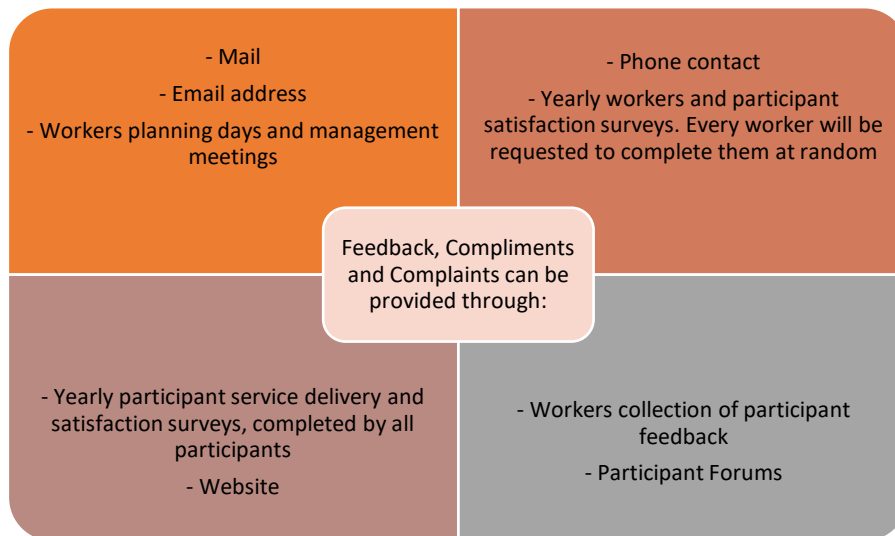 - Mail
- Email address
- Workers planning days and management
meetings
- Phone contact
- Yearly workers and participant
satisfaction surveys. Every worker will be
requested to complete them at random
Feedback, Compliments
and Complaints can be
provided through:
- Yearly participant service delivery and
satisfaction surveys, completed by all
participants
- Website
- Workers collection of participant
feedback
- Participant Forums